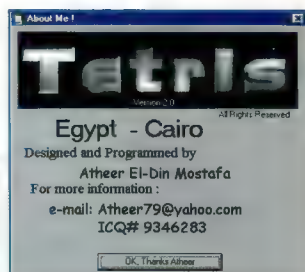 About Me !
Tetris
Version 2.0
All Rights Reserved
Egypt - Cairo
Designed and Programmed by
Atheer El-Din Mostafa
For more information :
e-mail: Atheer79@yahoo.com
ICQ# 9346283
OK, Thanks Atheer